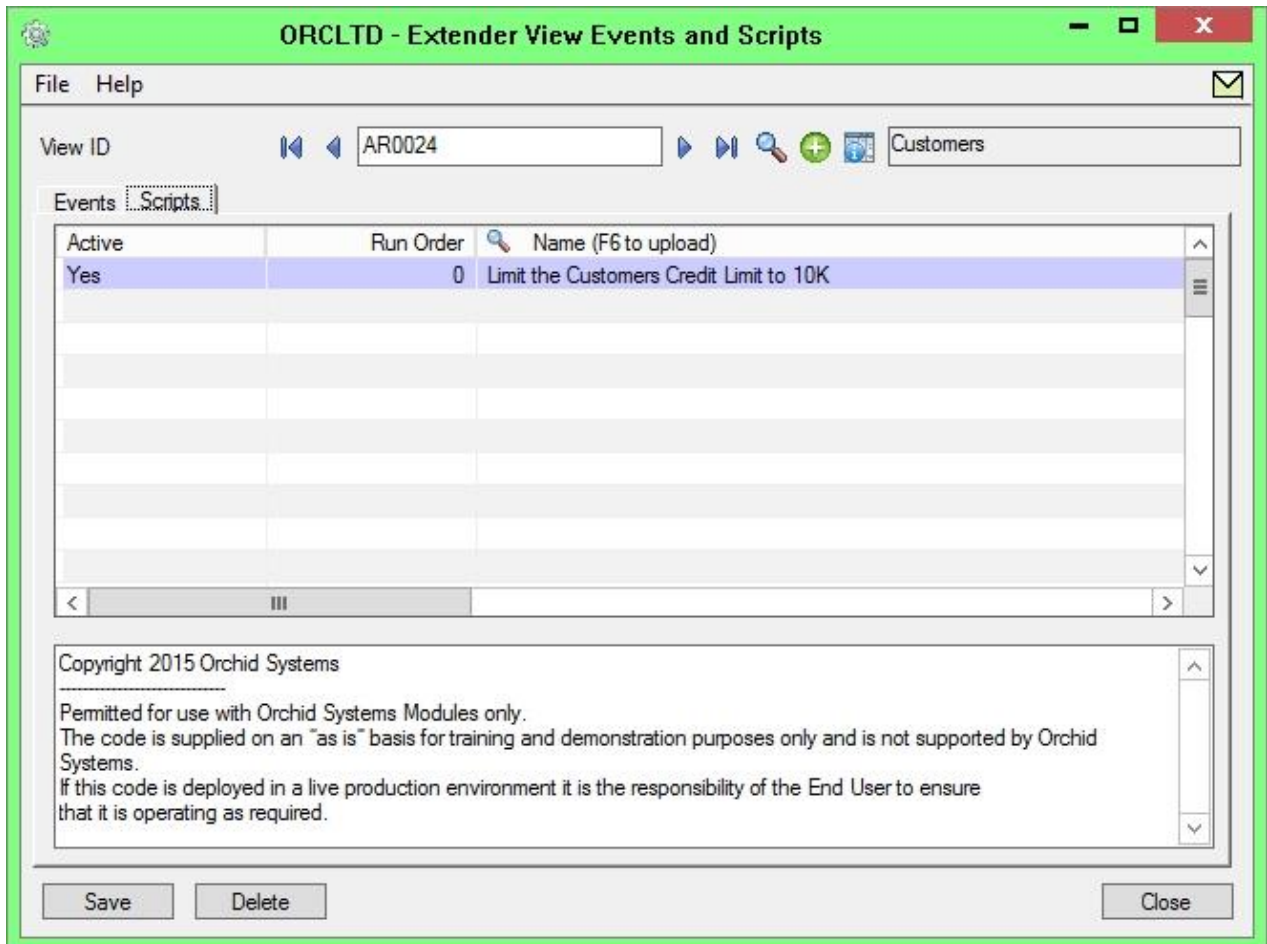 ORCLTD - Extender View Events and Scripts
File Help
View ID AR0024 Customers
Events Scripts
Active Run Order Name (F6 to upload)
Yes 0 Limit the Customers Credit Limit to 10K
Copyright 2015 Orchid Systems
------------------------------
Permitted for use with Orchid Systems Modules only.
The code is supplied on an "as is" basis for training and demonstration purposes only and is not supported by Orchid
Systems.
If this code is deployed in a live production environment it is the responsibility of the End User to ensure
that it is operating as required.
Save Delete Close